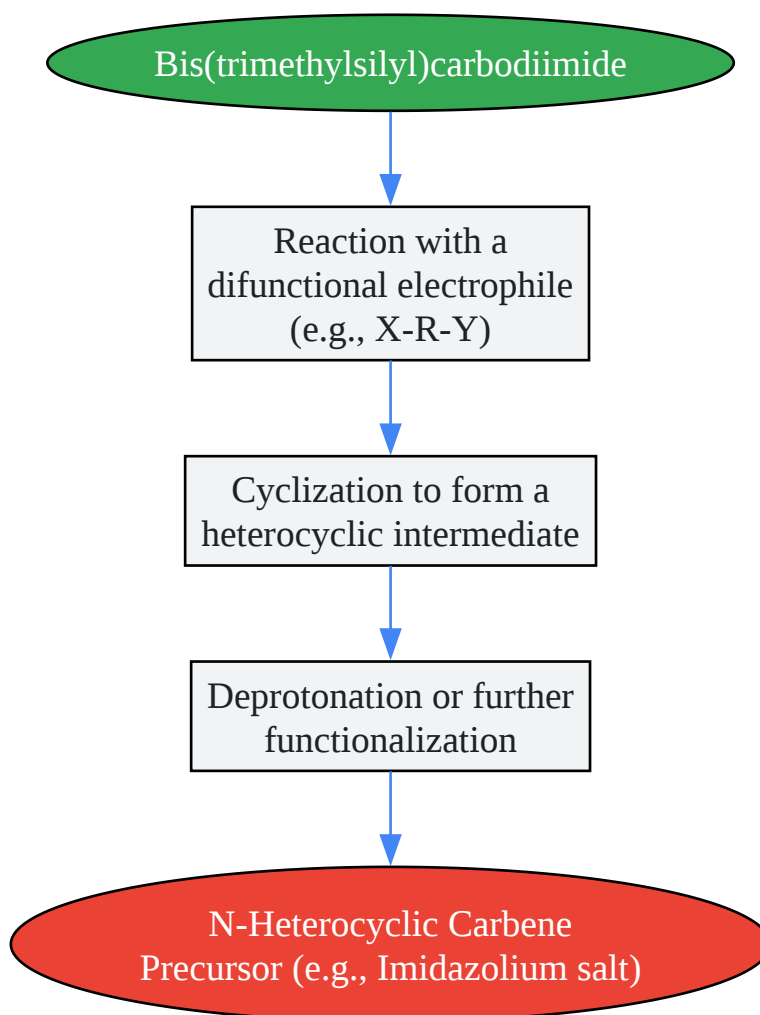 Bis(trimethylsilyl)carbodiimide
Reaction with a
difunctional electrophile
(e.g., X-R-Y)
Cyclization to form a
heterocyclic intermediate
Deprotonation or further
functionalization
N-Heterocyclic Carbene
Precursor (e.g., Imidazolium salt)